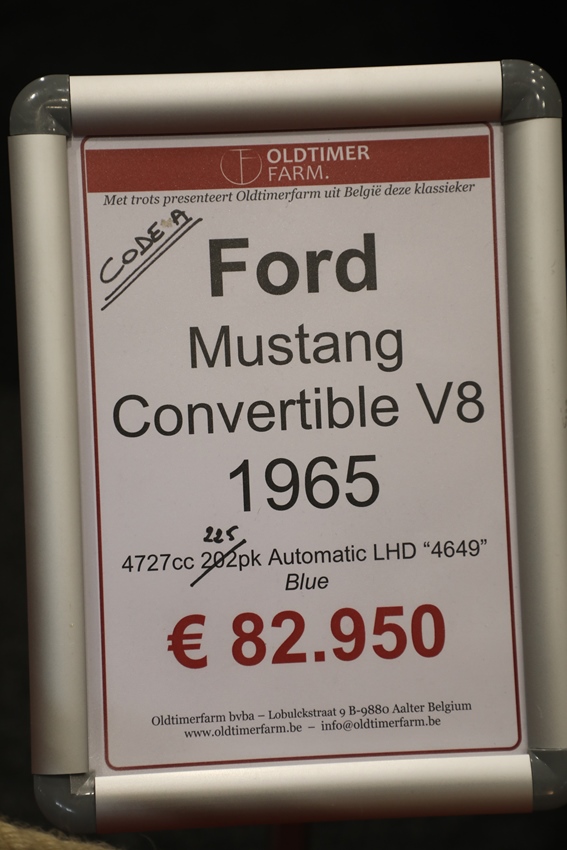 OLDTIMER
FARM.
Met trots presenteert Oldtimerfarm uit België deze klassieker
CODE A
Ford
Mustang
Convertible V8
1965
225
4727cc 202pk Automatic LHD “4649”
Blue
€ 82.950
Oldtimerfarm bvba – Lobulckstraat 9 B-9880 Aalter Belgium
www.oldtimerfarm.be – info@oldtimerfarm.be